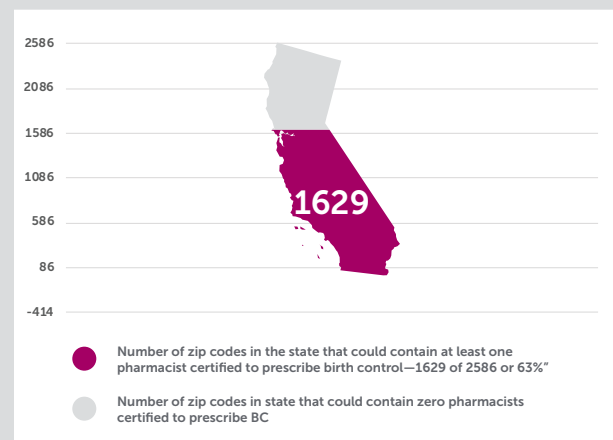 2586
2086
1586
1086
586
86
-414
1629
Number of zip codes in the state that could contain at least one
pharmacist certified to prescribe birth control—1629 of 2586 or 63%”
Number of zip codes in state that could contain zero pharmacists
certified to prescribe BC